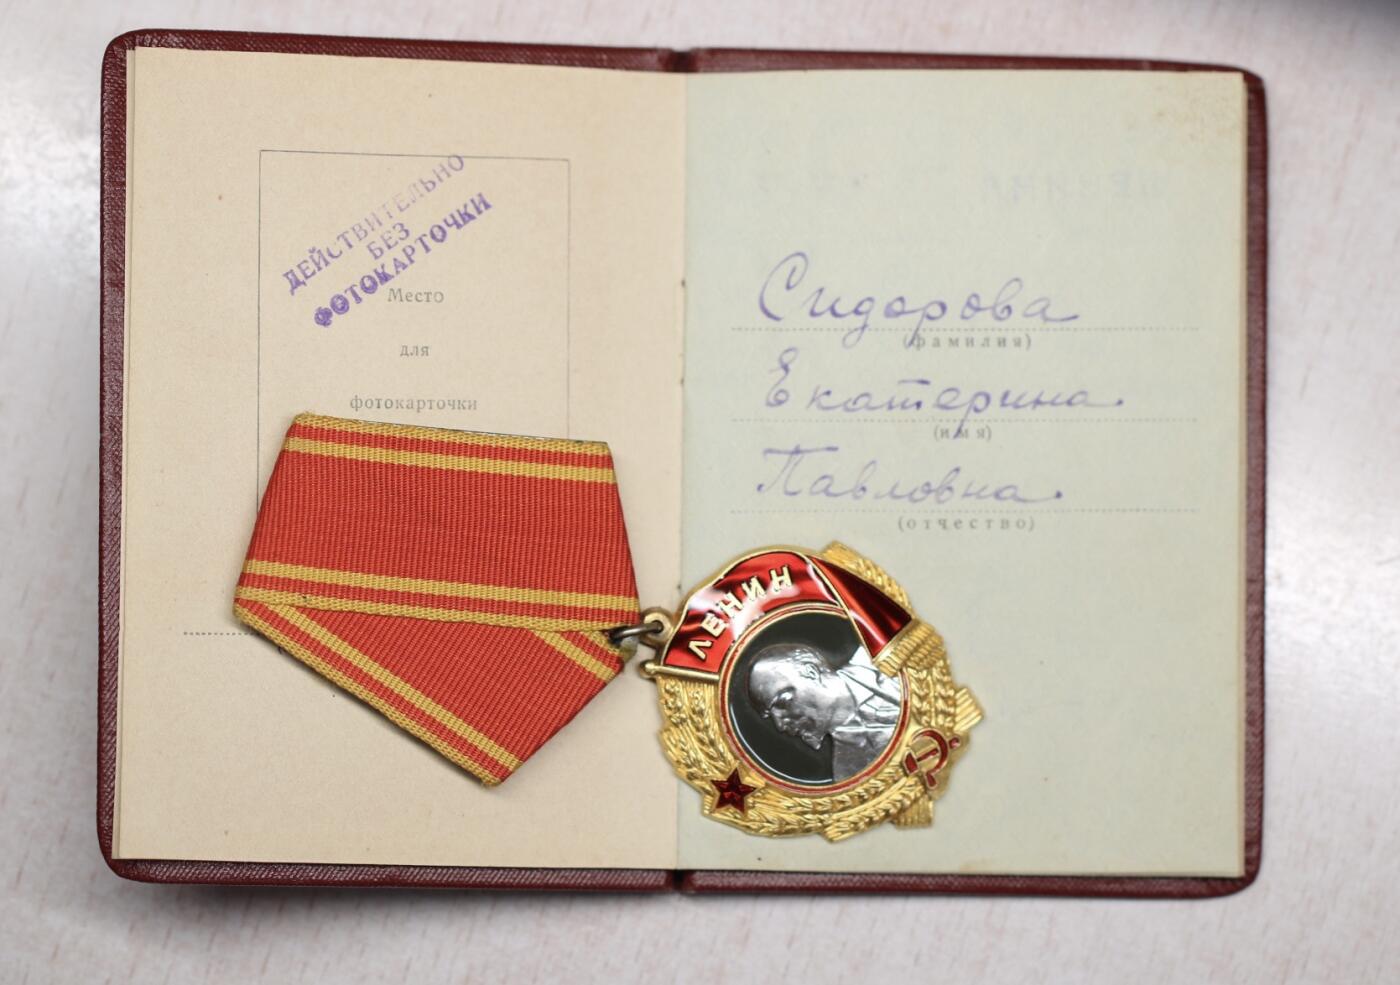 ДЕЙСТВИТЕЛЬНО
БЕЗ
ФОТОКАРТОЧКИ
Место
для
фотокарточки
Сидорова
(фамилия)
Екатерина.
(имя)
Павловна.
(отчество)
ЛЕНИН